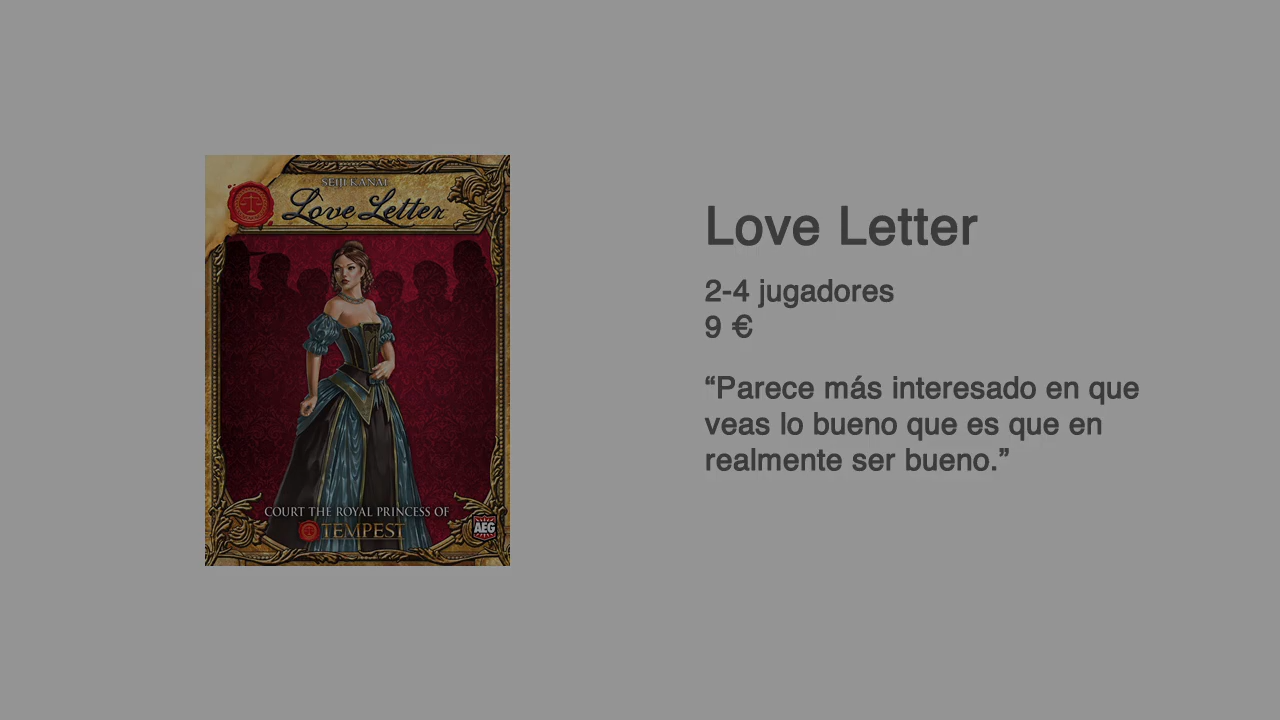 SEIJI KANAI
Love Letter
COURT THE ROYAL PRINCESS OF
TEMPEST
AEG
Love Letter
2-4 jugadores
9 €
“Parece más interesado en que
veas lo bueno que es que en
realmente ser bueno.”